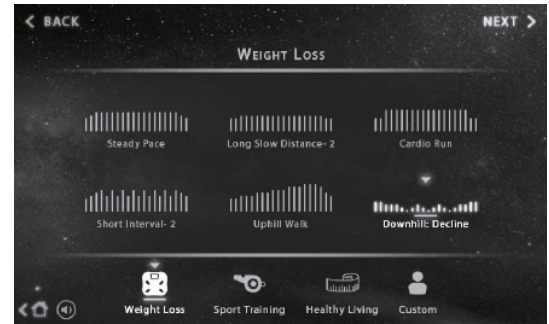 BACK
NEXT
WEIGHT LOSS
Steady Pace
Long Slow Distance- 2
Cardio Run
Short Interval- 2
Uphill Walk
Downhill: Decline
Weight Loss
Sport Training
Healthy Living
Custom